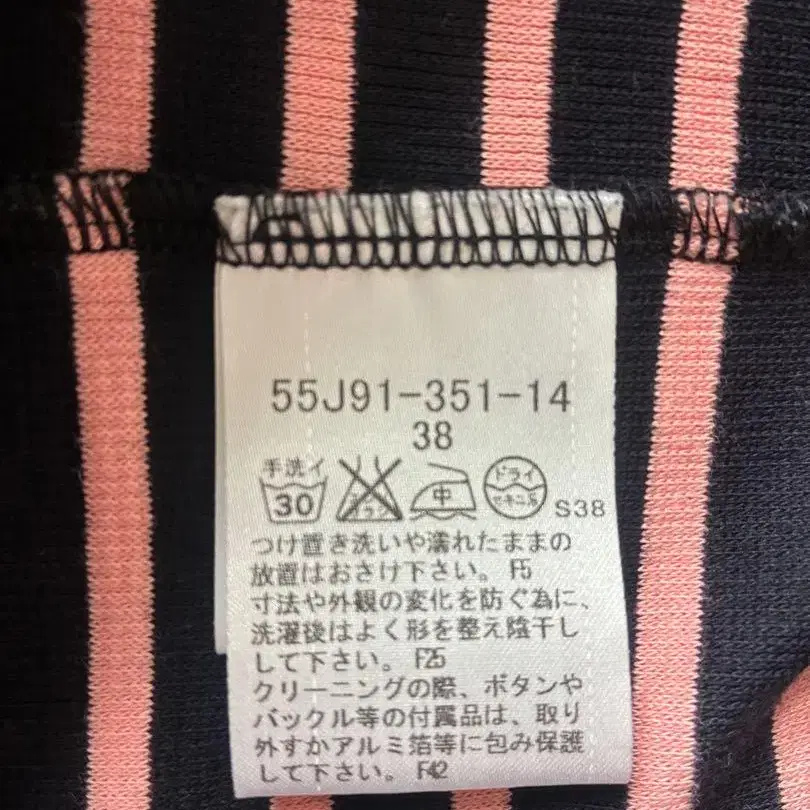 55J91-351-14
38
手洗イ
30
中
ドライ
セキユ系
S38
つけ置き洗いや濡れたままの
放置はおさけ下さい。 F5
寸法や外観の変化を防ぐ為に、
洗濯後はよく形を整え陰干し
して下さい。 F25
クリーニングの際、ボタンや
バックル等の付属品は、取り
外すかアルミ箔等に包み保護
して下さい。 F42